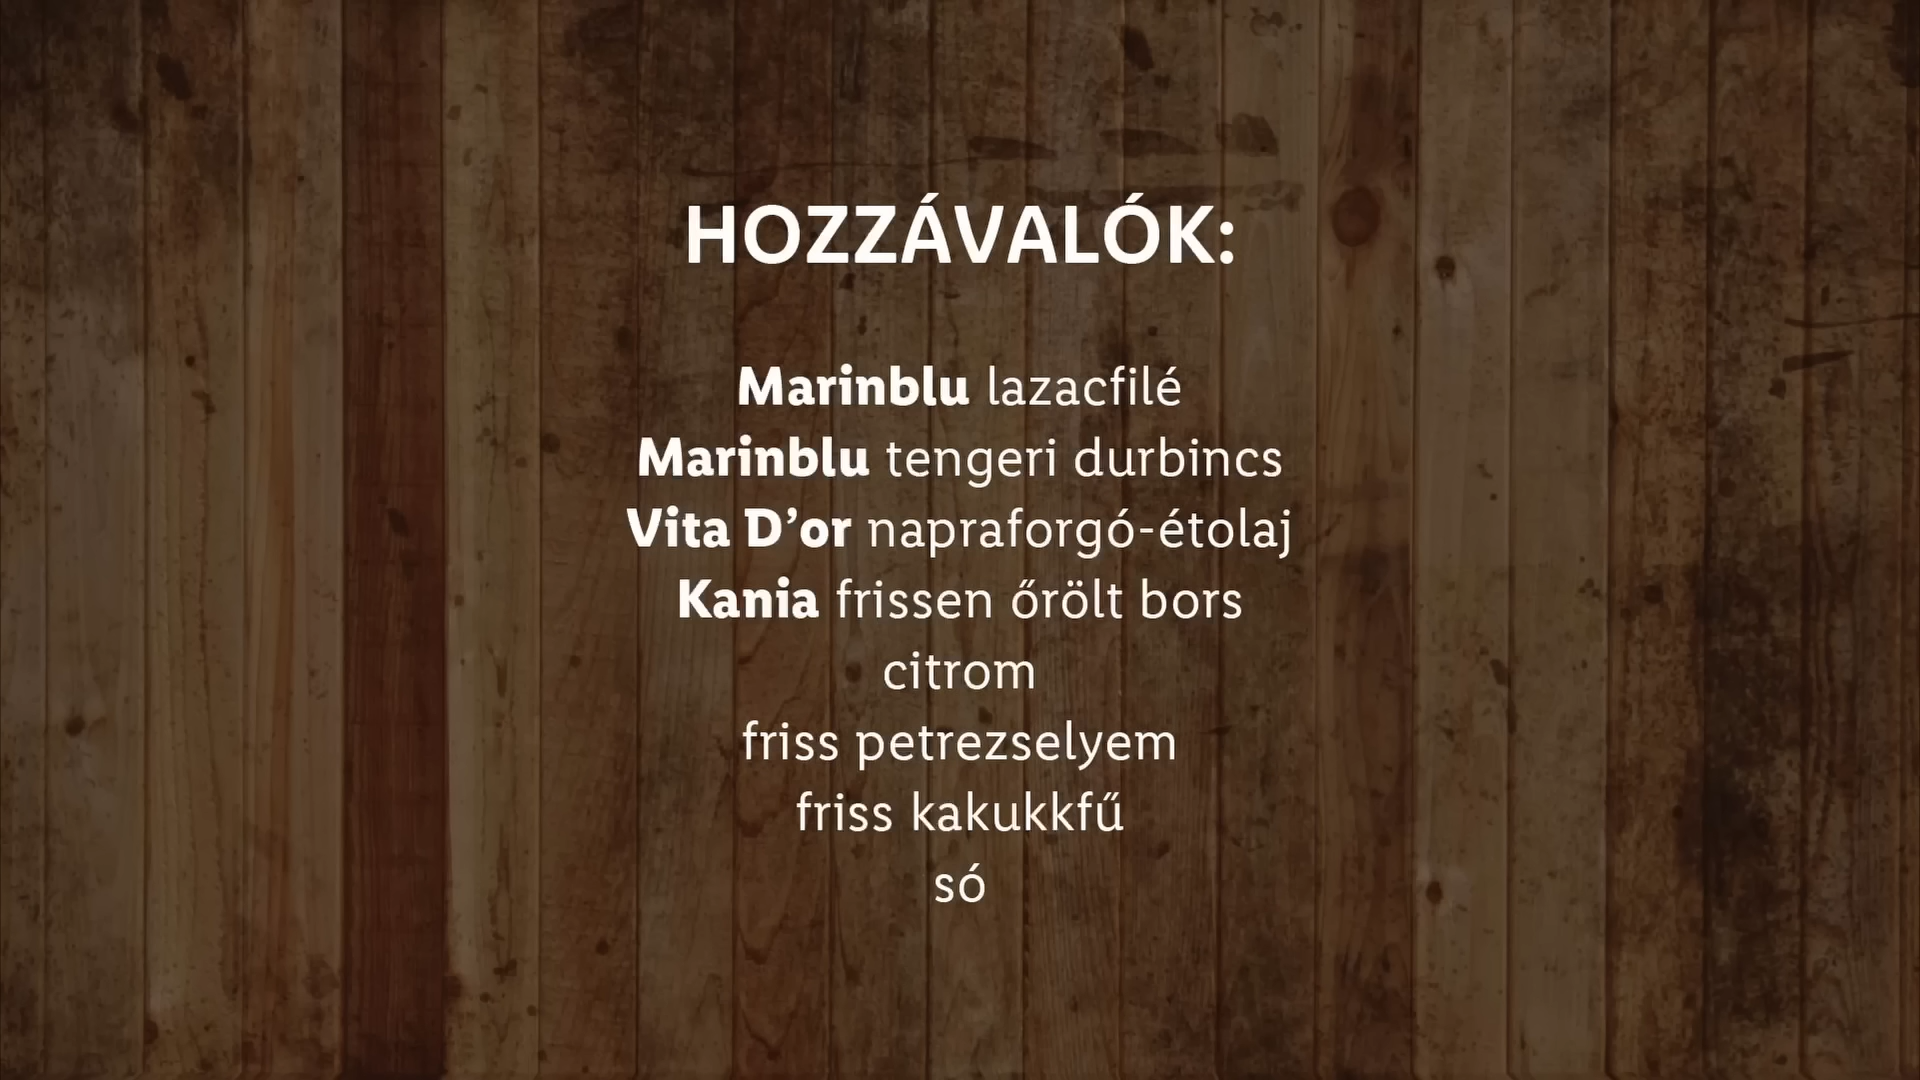 HOZZÁVALÓK:
Marinblu lazacfilé
Marinblu tengeri durbincs
Vita D’or napraforgó-étolaj
Kania frissen őrölt bors
citrom
friss petrezselyem
friss kakukkfű
só